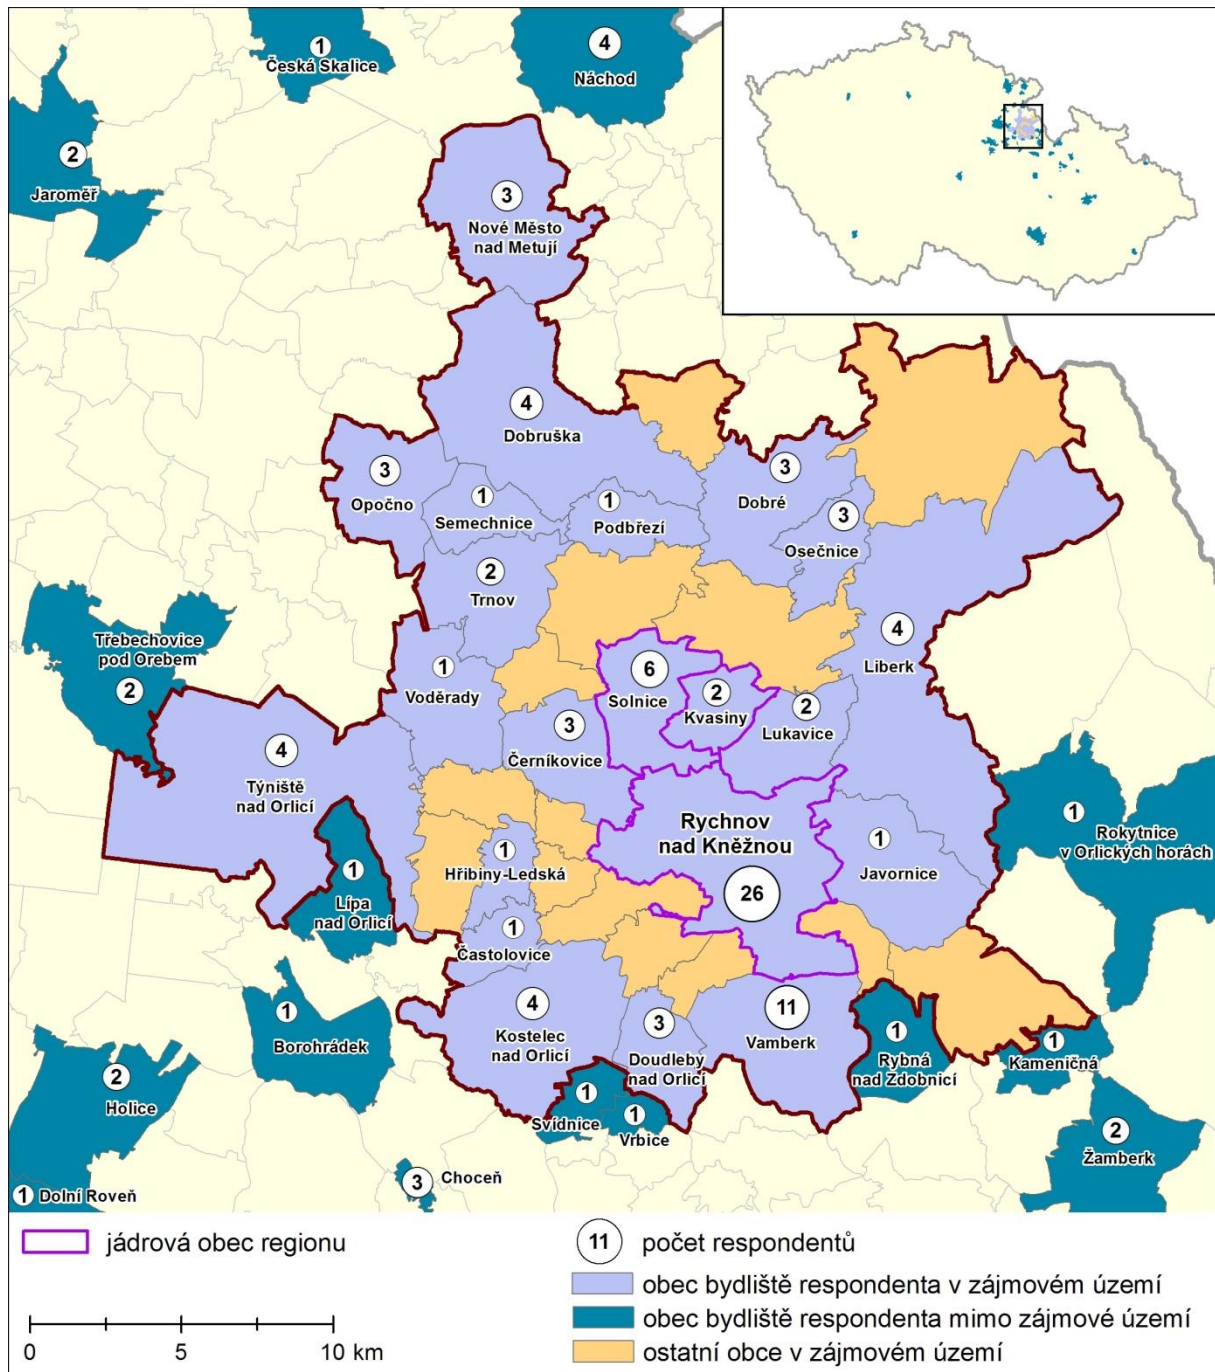 1
Česká Skalice
4
Náchod
2
Jaroměř
3
Nové Město
nad Metují
4
Dobruška
3
Opočno
1
Semechnice
1
Podbřezí
3
Dobré
3
Osečnice
2
Trnov
4
Liberk
Třebechovice
pod Orebem
2
1
Voděrady
6
Solnice
2
Kvasiny
2
Lukavice
3
Černíkovice
4
Týniště
nad Orlicí
Rychnov
nad Kněžnou
26
1
Rokytnice
v Orlických horách
1
Javornice
1
Hřibiny-Ledská
1
Lípa
nad Orlicí
1
Častolovice
4
Kostelec
nad Orlicí
3
Doudleby
nad Orlicí
11
Vamberk
1
Rybná
nad Zdobnicí
1
Kameničná
1
Borohrádek
2
Holice
1
Svídnice
1
Vrbice
2
Žamberk
3
Choceň
1 Dolní Roveň
jádrová obec regionu
11 počet respondentů
obec bydliště respondenta v zájmovém území
obec bydliště respondenta mimo zájmové území
ostatní obce v zájmovém území
0 5 10 km